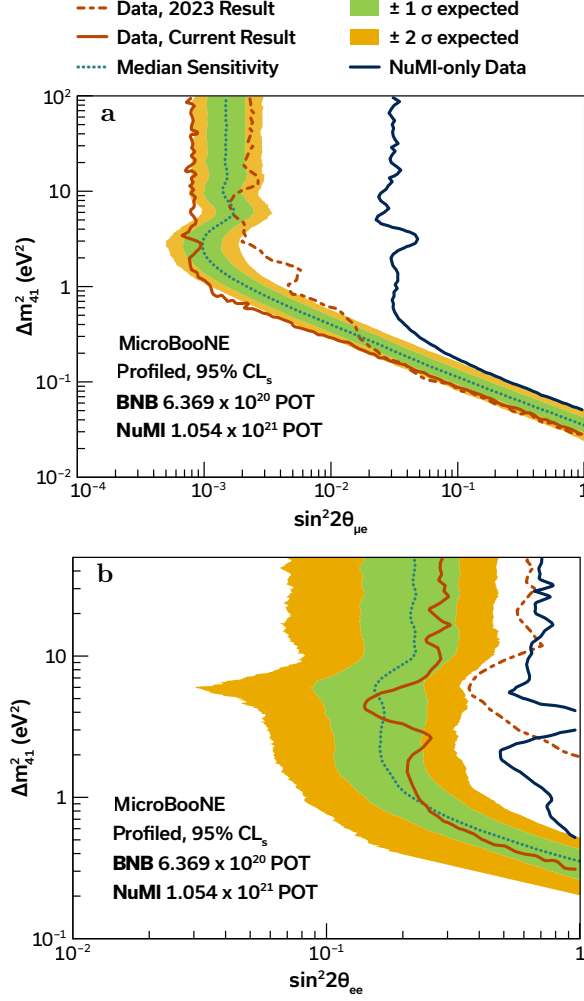 Data, 2023 Result
± 1 σ expected
Data, Current Result
± 2 σ expected
Median Sensitivity
NuMI-only Data
a
10²
10
1
10⁻¹
10⁻²
Δm²₄₁ (eV²)
MicroBooNE
Profiled, 95% CLₛ
BNB 6.369 x 10²⁰ POT
NuMI 1.054 x 10²¹ POT
10⁻⁴ 10⁻³ 10⁻² 10⁻¹ 1
sin²2θμe
b
10
1
10⁻¹
Δm²₄₁ (eV²)
MicroBooNE
Profiled, 95% CLₛ
BNB 6.369 x 10²⁰ POT
NuMI 1.054 x 10²¹ POT
10⁻² 10⁻¹ 1
sin²2θee